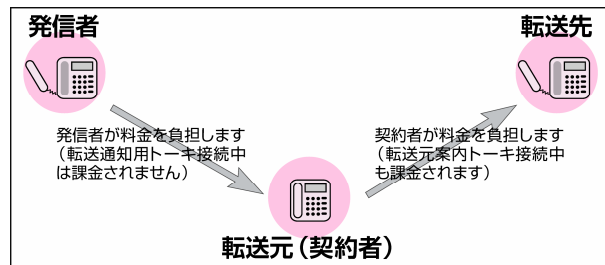 発信者
転送先
発信者が料金を負担します
（転送通知用トーキ接続中
は課金されません）
契約者が料金を負担します
（転送元案内トーキ接続中
も課金されます）
転送元（契約者）